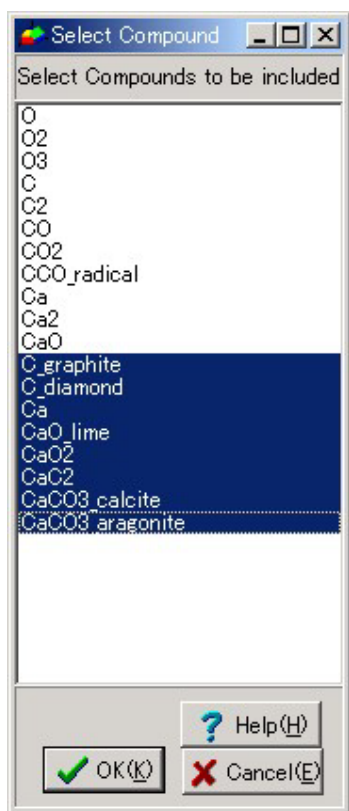 Select Compound
Select Compounds to be included
O
O2
O3
C
C2
CO
CO2
CCO_radical
Ca
Ca2
CaO
C_graphite
C_diamond
Ca
CaO_lime
CaO2
CaC2
CaCO3_calcite
CaCO3_aragonite
Help(H)
OK(K)
Cancel(E)